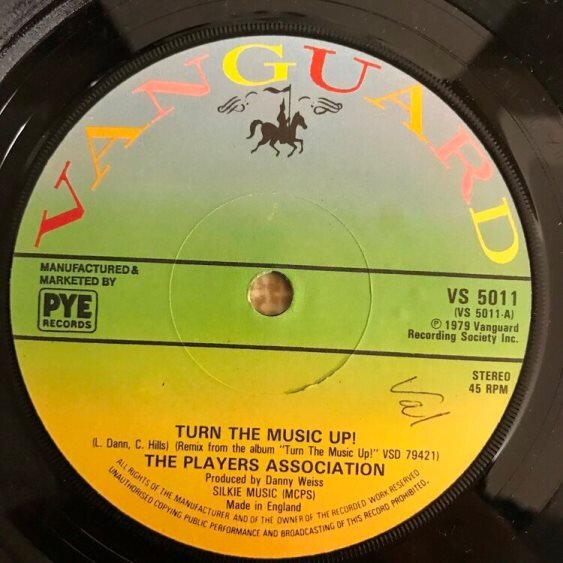 VANGUARD
MANUFACTURED &
MARKETED BY
PYE
RECORDS
VS 5011
(VS 5011-A)
℗ 1979 Vanguard
Recording Society Inc.
STEREO
45 RPM
TURN THE MUSIC UP!
(L. Dann, C. Hills) (Remix from the album "Turn The Music Up!" VSD 79421)
THE PLAYERS ASSOCIATION
Produced by Danny Weiss
SILKIE MUSIC (MCPS)
Made in England
ALL RIGHTS OF THE MANUFACTURER AND OF THE OWNER OF THE RECORDED WORK RESERVED
UNAUTHORISED COPYING PUBLIC PERFORMANCE AND BROADCASTING OF THIS RECORD PROHIBITED.